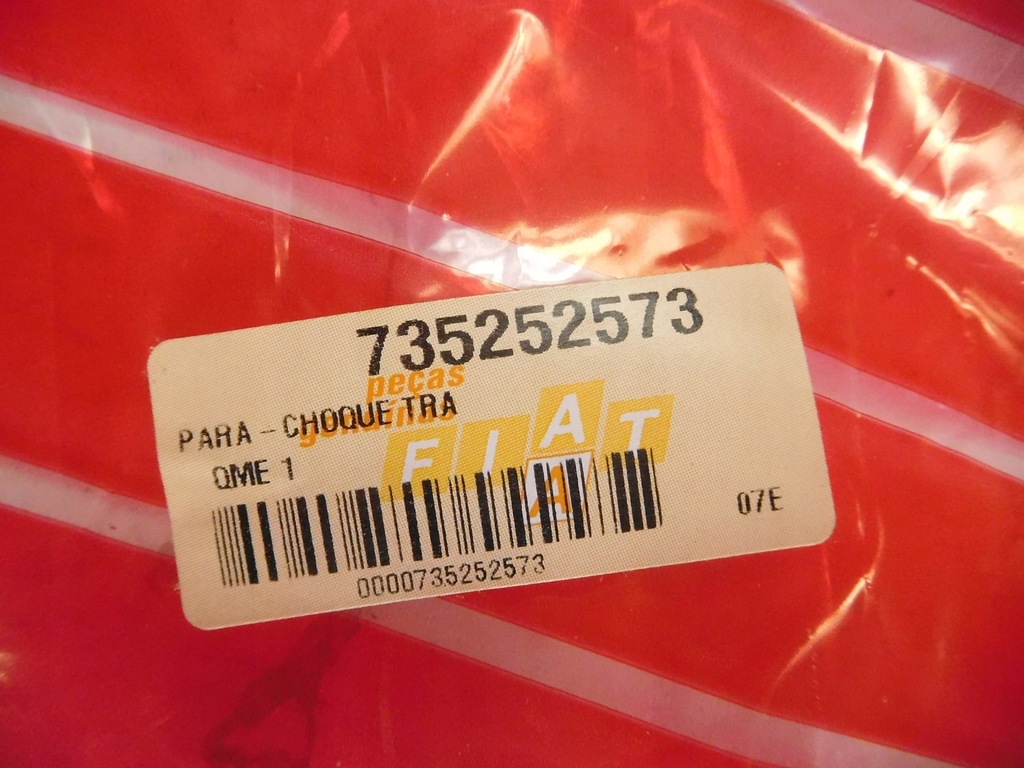 735252573
peças
genuínas
PARA-CHOQUE TRA
FIAT
QME 1
A
07E
0000735252573